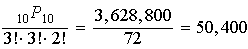 ₁₀P₁₀ / 3!· 3!· 2! = 3,628,800 / 72 = 50,400